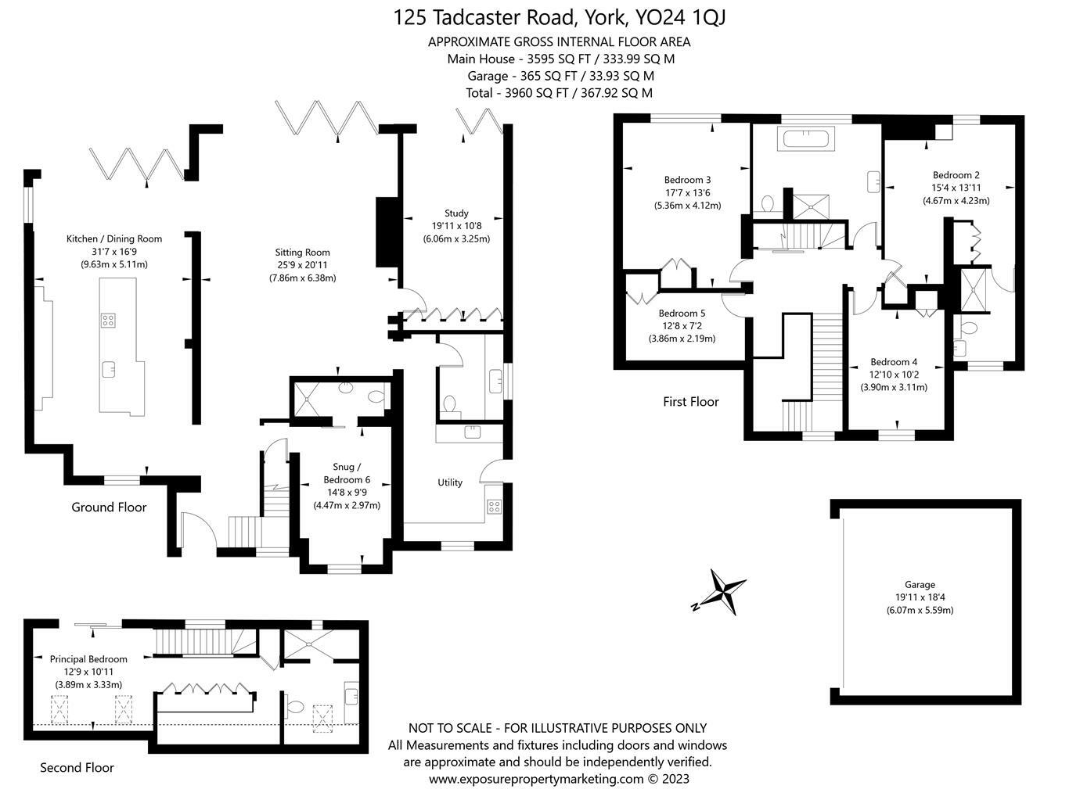 125 Tadcaster Road, York, YO24 1QJ
APPROXIMATE GROSS INTERNAL FLOOR AREA
Main House - 3595 SQ FT / 333.99 SQ M
Garage - 365 SQ FT / 33.93 SQ M
Total - 3960 SQ FT / 367.92 SQ M
Kitchen / Dining Room
31'7 x 16'9
(9.63m x 5.11m)
Sitting Room
25'9 x 20'11
(7.86m x 6.38m)
Study
19'11 x 10'8
(6.06m x 3.25m)
Snug /
Bedroom 6
14'8 x 9'9
(4.47m x 2.97m)
Utility
Ground Floor
Bedroom 3
17'7 x 13'6
(5.36m x 4.12m)
Bedroom 2
15'4 x 13'11
(4.67m x 4.23m)
Bedroom 5
12'8 x 7'2
(3.86m x 2.19m)
Bedroom 4
12'10 x 10'2
(3.90m x 3.11m)
First Floor
Garage
19'11 x 18'4
(6.07m x 5.59m)
N
Principal Bedroom
12'9 x 10'11
(3.89m x 3.33m)
Second Floor
NOT TO SCALE - FOR ILLUSTRATIVE PURPOSES ONLY
All Measurements and fixtures including doors and windows
are approximate and should be independently verified.
www.exposurepropertymarketing.com © 2023